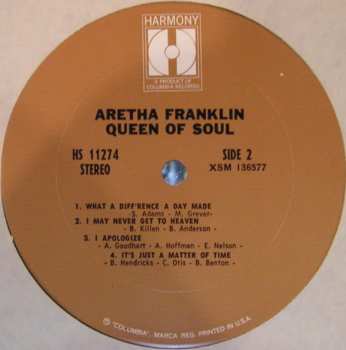 HARMONY
H
A PRODUCT OF
COLUMBIA RECORDS
ARETHA FRANKLIN
QUEEN OF SOUL
HS 11274
STEREO
SIDE 2
XSM 136577
1. WHAT A DIFF'RENCE A DAY MADE
-S. Adams - M. Grever-
2. I MAY NEVER GET TO HEAVEN
- B. Killen - B. Anderson -
3. I APOLOGIZE
- A. Goodhart - A. Hoffman - E. Nelson -
4. IT'S JUST A MATTER OF TIME
- B. Hendricks - C. Otis - B. Benton -
℗ "COLUMBIA", MARCA REG. PRINTED IN U.S.A.